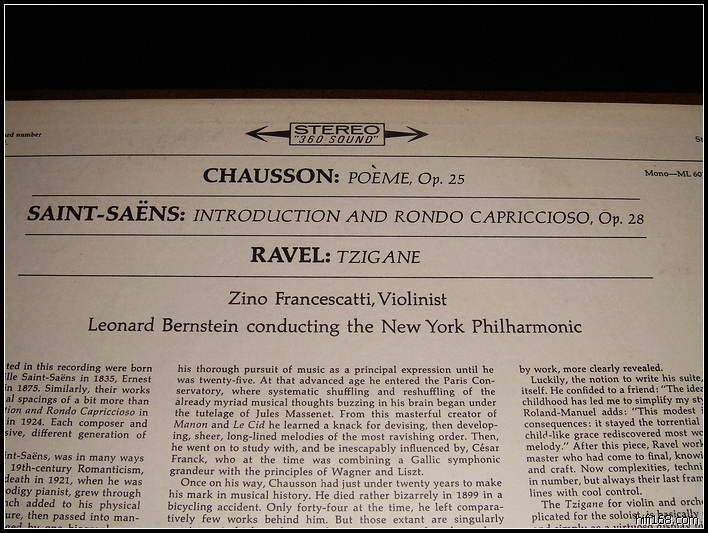 rd number
STEREO
"360 SOUND"
St
Mono—ML 60
CHAUSSON: POÈME, Op. 25
SAINT-SAËNS: INTRODUCTION AND RONDO CAPRICCIOSO, Op. 28
RAVEL: TZIGANE
Zino Francescatti, Violinist
Leonard Bernstein conducting the New York Philharmonic
ted in this recording were born
lle Saint-Saëns in 1835, Ernest
in 1875. Similarly, their works
al spacings of a bit more than
tion and Rondo Capriccioso in
in 1924. Each composer and
sive, different generation of
int-Saëns, was in many ways
19th-century Romanticism,
death in 1921, when he was
odigy pianist, grew through
nch added to his physical
ure, then passed into man-
his thorough pursuit of music as a principal expression until he
was twenty-five. At that advanced age he entered the Paris Con-
servatory, where systematic shuffling and reshuffling of the
already myriad musical thoughts buzzing in his brain began under
the tutelage of Jules Massenet. From this masterful creator of
Manon and Le Cid he learned a knack for devising, then develop-
ing, sheer, long-lined melodies of the most ravishing order. Then,
he went on to study with, and be inescapably influenced by, César
Franck, who at the time was combining a Gallic symphonic
grandeur with the principles of Wagner and Liszt.
Once on his way, Chausson had just under twenty years to make
his mark in musical history. He died rather bizarrely in 1899 in a
bicycling accident. Only forty-four at the time, he left compara-
tively few works behind him. But those extant are singularly
by work, more clearly revealed.
Luckily, the notion to write his suite,
itself. He confided to a friend: "The idea
childhood has led me to simplify my sty
Roland-Manuel adds: "This modest i
consequences: it stayed the torrential
child-like grace rediscovered most wo
melody." After this piece, Ravel work
master who had come to final, knowi
and craft. Now complexities, techni
in number, but always their last fram
lines with cool control.
The Tzigane for violin and orche
plicated for the soloist, is basically
and simply as a virtuoso display
hifi168.com